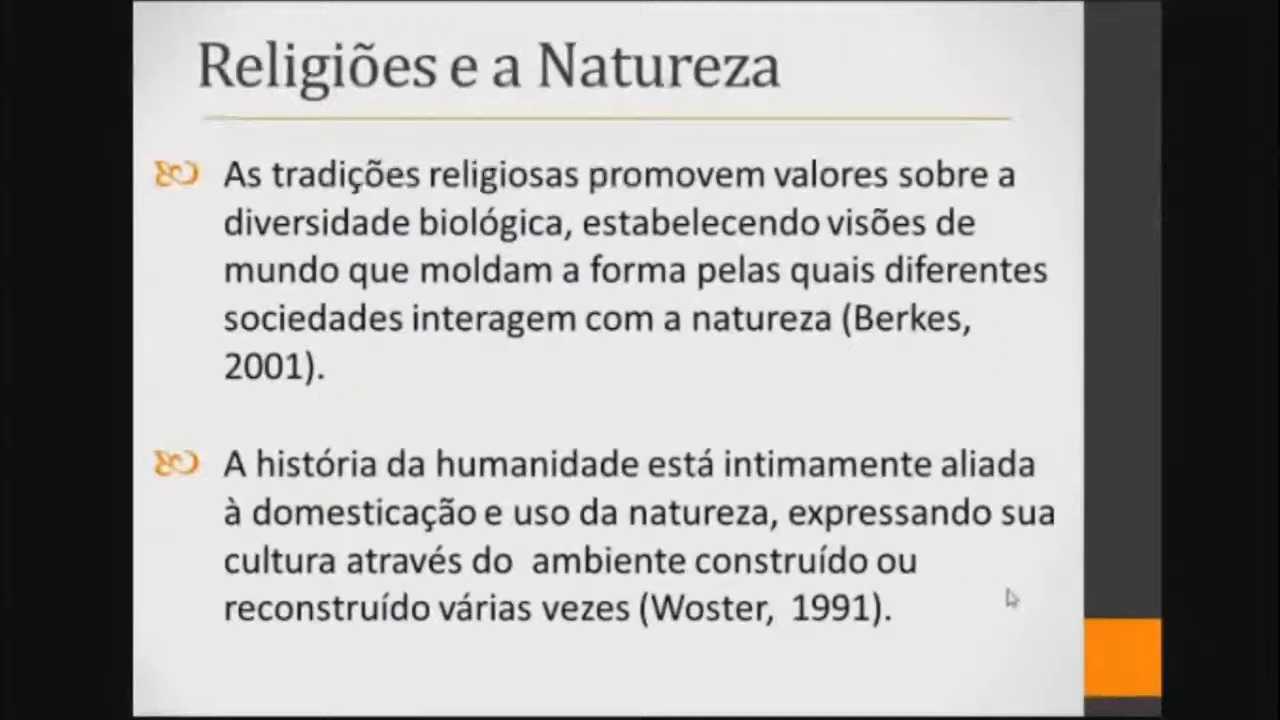 Religiões e a Natureza
As tradições religiosas promovem valores sobre a
diversidade biológica, estabelecendo visões de
mundo que moldam a forma pelas quais diferentes
sociedades interagem com a natureza (Berkes,
2001).
A história da humanidade está intimamente aliada
à domesticação e uso da natureza, expressando sua
cultura através do  ambiente construído ou
reconstruído várias vezes (Woster,  1991).